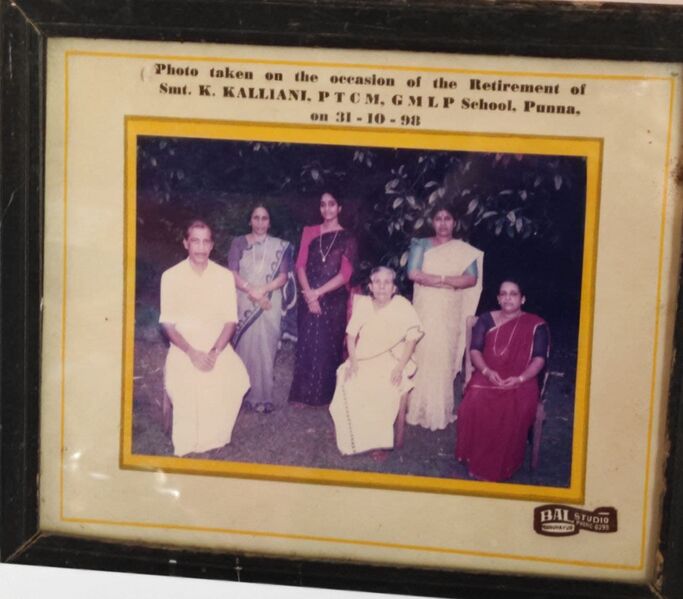 Photo taken on the occasion of the Retirement of
Smt. K. KALLIANI, P T C M, G M L P School, Punna,
on 31 - 10 - 98
BAL STUDIO